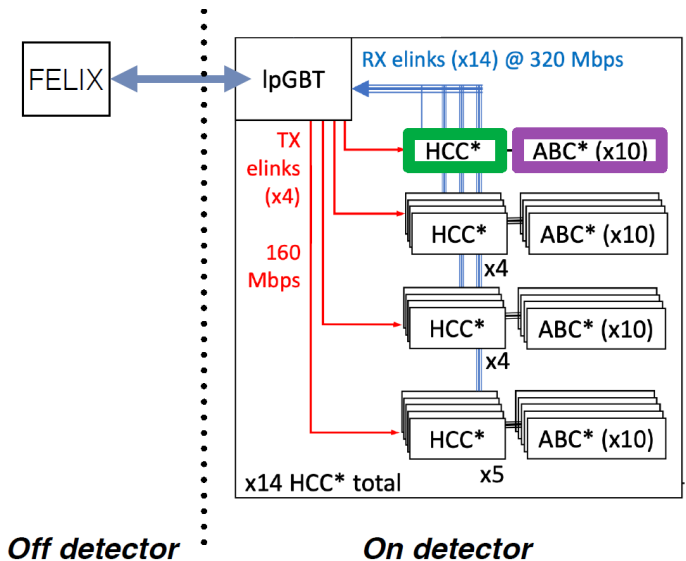 FELIX
lpGBT
RX elinks (x14) @ 320 Mbps
TX
elinks
(x4)
160
Mbps
HCC*
ABC* (x10)
HCC*
ABC* (x10)
x4
HCC*
ABC* (x10)
x4
HCC*
ABC* (x10)
x5
x14 HCC* total
Off detector
On detector